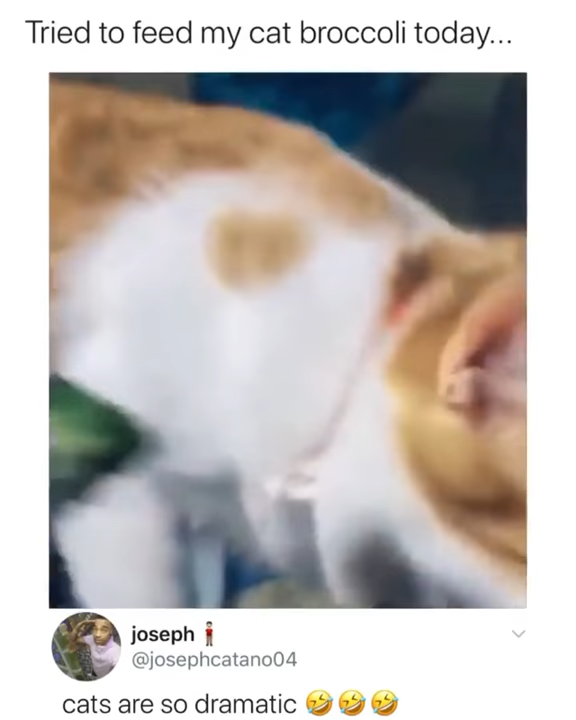 Tried to feed my cat broccoli today...
joseph 🧍🏽‍♂️
@josephcatano04
cats are so dramatic 🤣🤣🤣